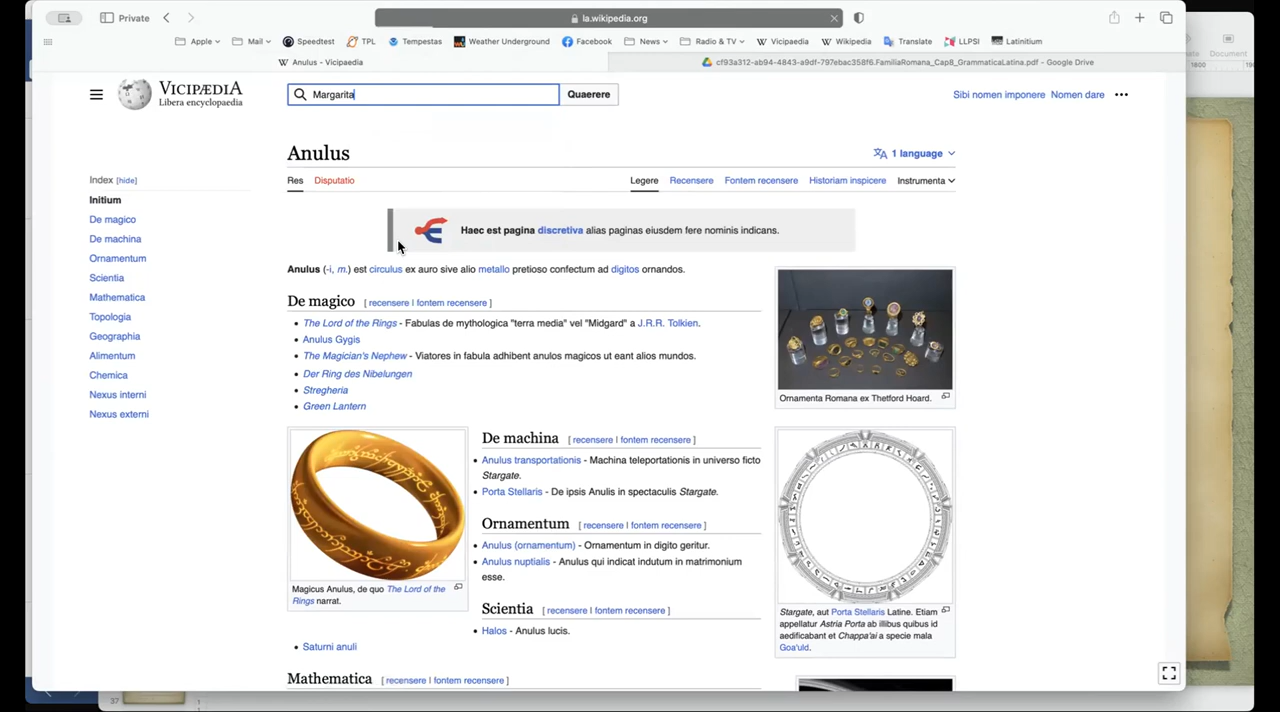 Private
la.wikipedia.org
Apple
Mail
Speedtest
TPL
Tempestas
Weather Underground
Facebook
News
Radio & TV
Vicipaedia
Wikipedia
Translate
LLPSI
Latinitium
Anulus - Vicipaedia
cf93a312-ab94-4843-a9df-797ebac358f6.FamiliaRomana_Cap8_GrammaticaLatina.pdf - Google Drive
VICIPÆDIA
Libera encyclopaedia
Margarita
Quaerere
Sibi nomen imponere
Nomen dare
Anulus
1 language
Res
Disputatio
Legere
Recensere
Fontem recensere
Historiam inspicere
Instrumenta
Index [hide]
Initium
De magico
De machina
Ornamentum
Scientia
Mathematica
Topologia
Geographia
Alimentum
Chemica
Nexus interni
Nexus externi
Haec est pagina discretiva alias paginas eiusdem fere nominis indicans.
Anulus (-i, m.) est circulus ex auro sive alio metallo pretioso confectum ad digitos ornandos.
De magico [ recensere | fontem recensere ]
• The Lord of the Rings - Fabulas de mythologica "terra media" vel "Midgard" a J.R.R. Tolkien.
• Anulus Gygis
• The Magician's Nephew - Viatores in fabula adhibent anulos magicos ut eant alios mundos.
• Der Ring des Nibelungen
• Stregheria
• Green Lantern
Ornamenta Romana ex Thetford Hoard.
Magicus Anulus, de quo The Lord of the
Rings narrat.
De machina [ recensere | fontem recensere ]
• Anulus transportationis - Machina teleportationis in universo ficto
Stargate.
• Porta Stellaris - De ipsis Anulis in spectaculis Stargate.
Ornamentum [ recensere | fontem recensere ]
• Anulus (ornamentum) - Ornamentum in digito geritur.
• Anulus nuptialis - Anulus qui indicat indutum in matrimonium
esse.
Scientia [ recensere | fontem recensere ]
• Halos - Anulus lucis.
• Saturni anuli
Stargate, aut Porta Stellaris Latine. Etiam
appellatur Astria Porta ab illibus quibus id
aedificabant et Chappa'ai a specie mala
Goa'uld.
Mathematica [ recensere | fontem recensere ]
Document
37